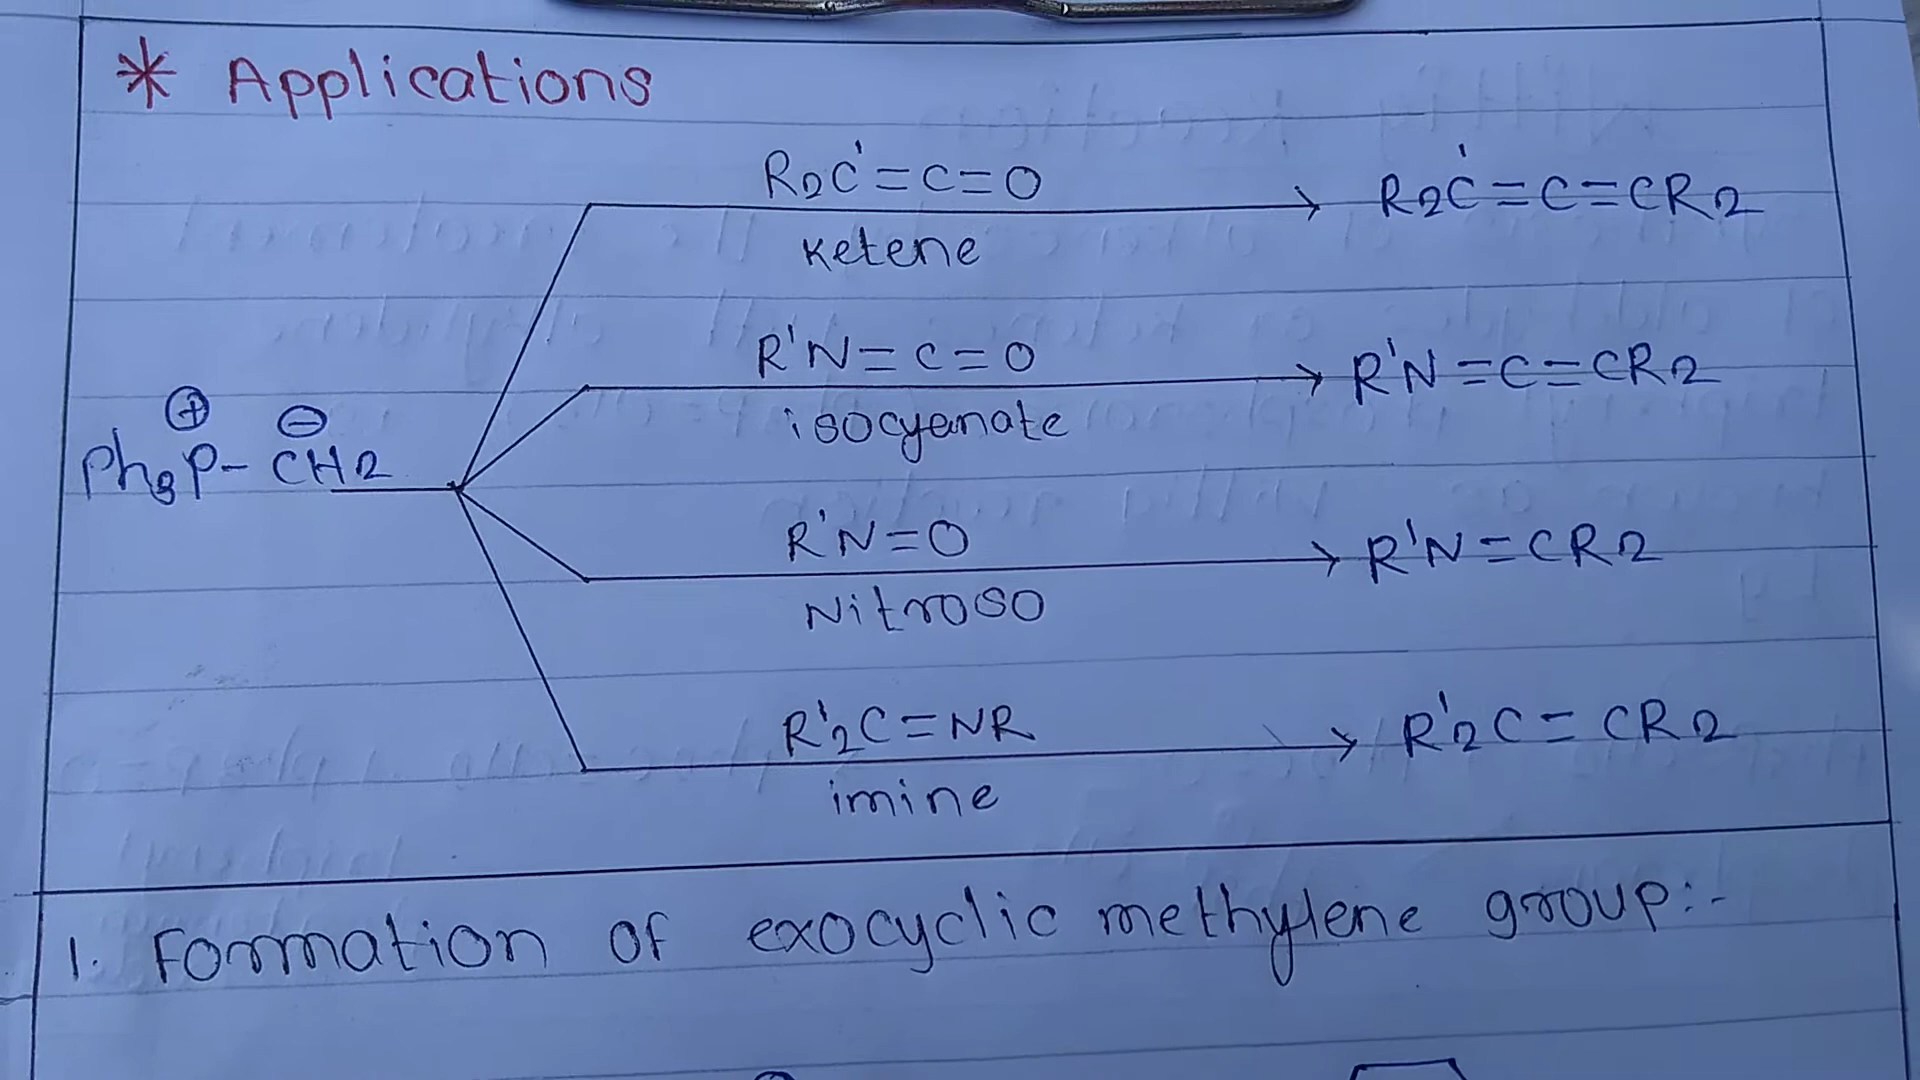 * Applications
R2C'=C=O
R2C'=C=CR2
ketene
R'N=C=O
R'N=C=CR2
isocyanate
⊕ ⊖
Ph3P-CH2
R'N=O
R'N=CR2
Nitroso
R'2C=NR
R'2C=CR2
imine
1. Formation of exocyclic methylene group:-